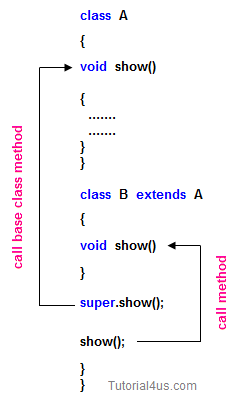 class A
{
void show()
{
.......
.......
}
}
class B extends A
{
void show()
}
super.show();
show();
}
}
call base class method
call method
Tutorial4us.com